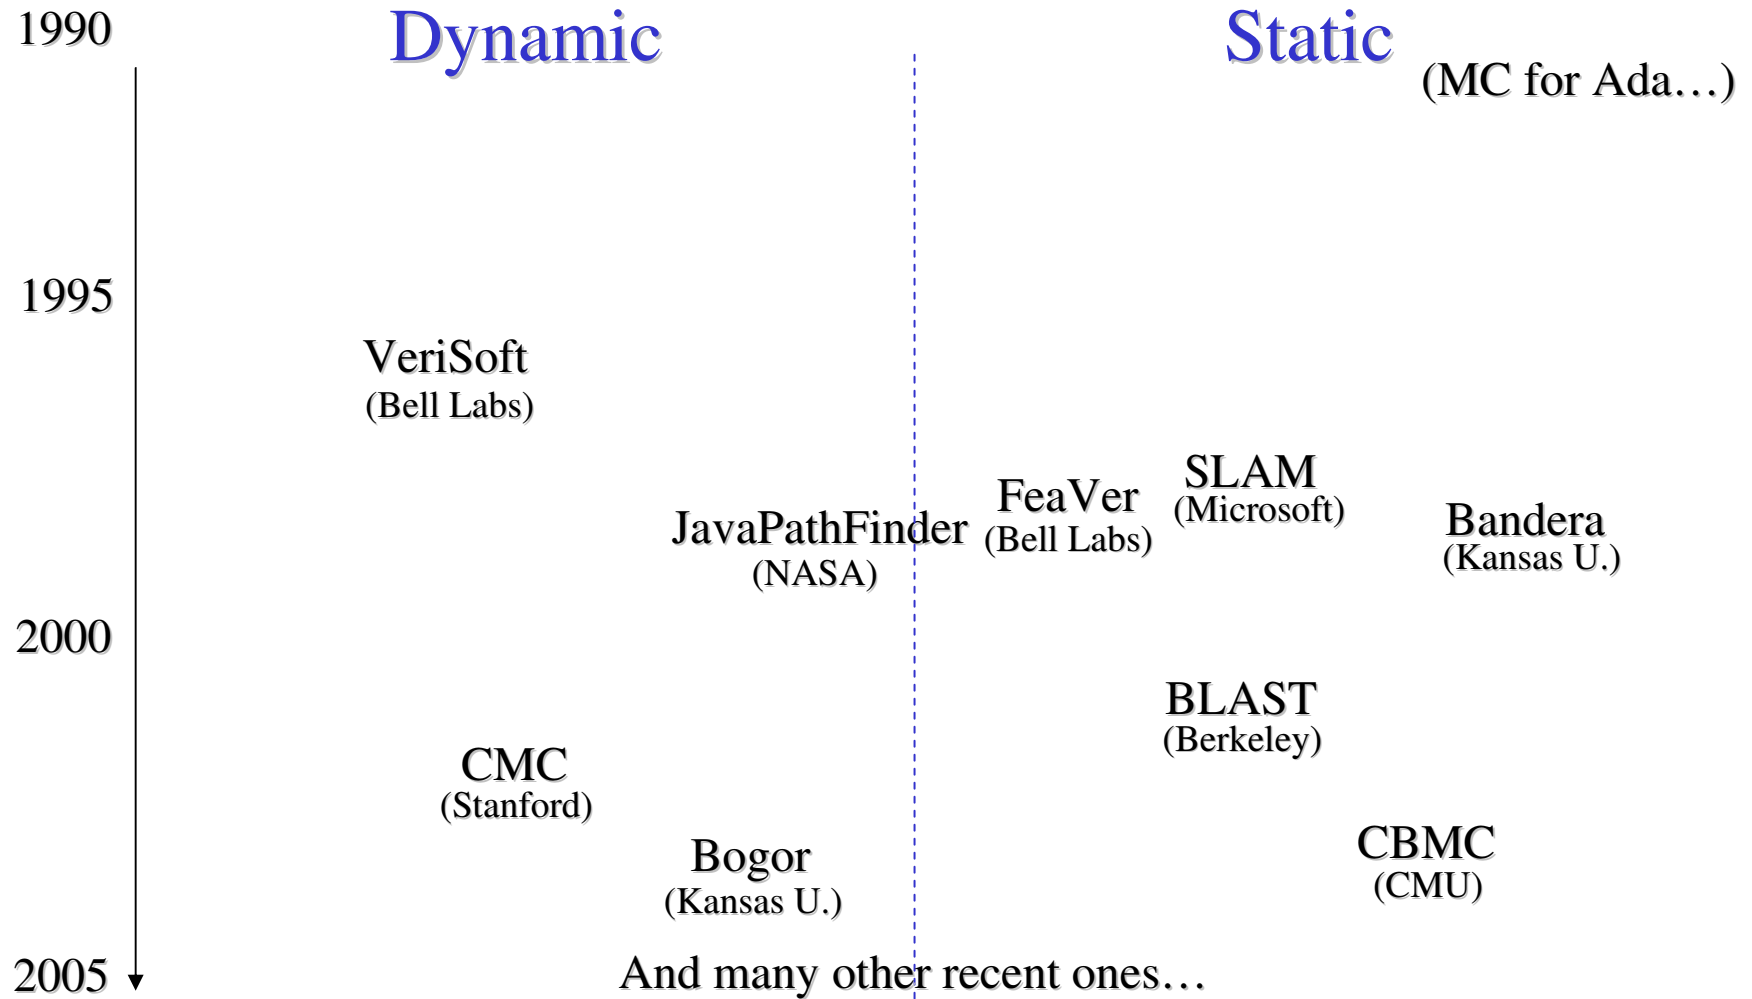 1990
Dynamic
Static
(MC for Ada…)
1995
VeriSoft
(Bell Labs)
SLAM
(Microsoft)
FeaVer
(Bell Labs)
Bandera
(Kansas U.)
JavaPathFinder
(NASA)
2000
BLAST
(Berkeley)
CMC
(Stanford)
CBMC
(CMU)
Bogor
(Kansas U.)
2005
And many other recent ones…